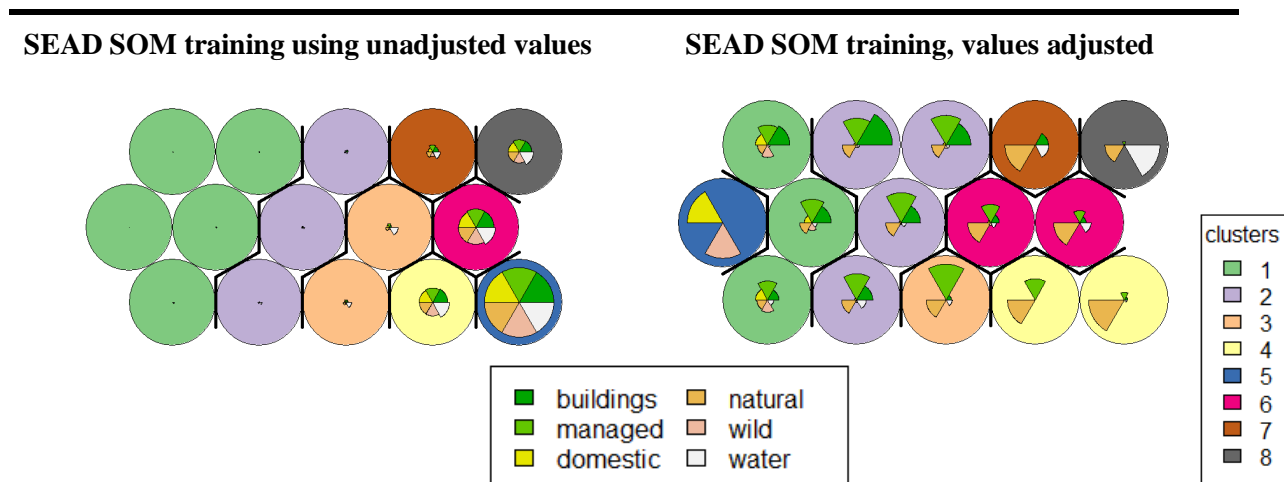 SEAD SOM training using unadjusted values
SEAD SOM training, values adjusted
buildings
managed
domestic
natural
wild
water
clusters
1
2
3
4
5
6
7
8